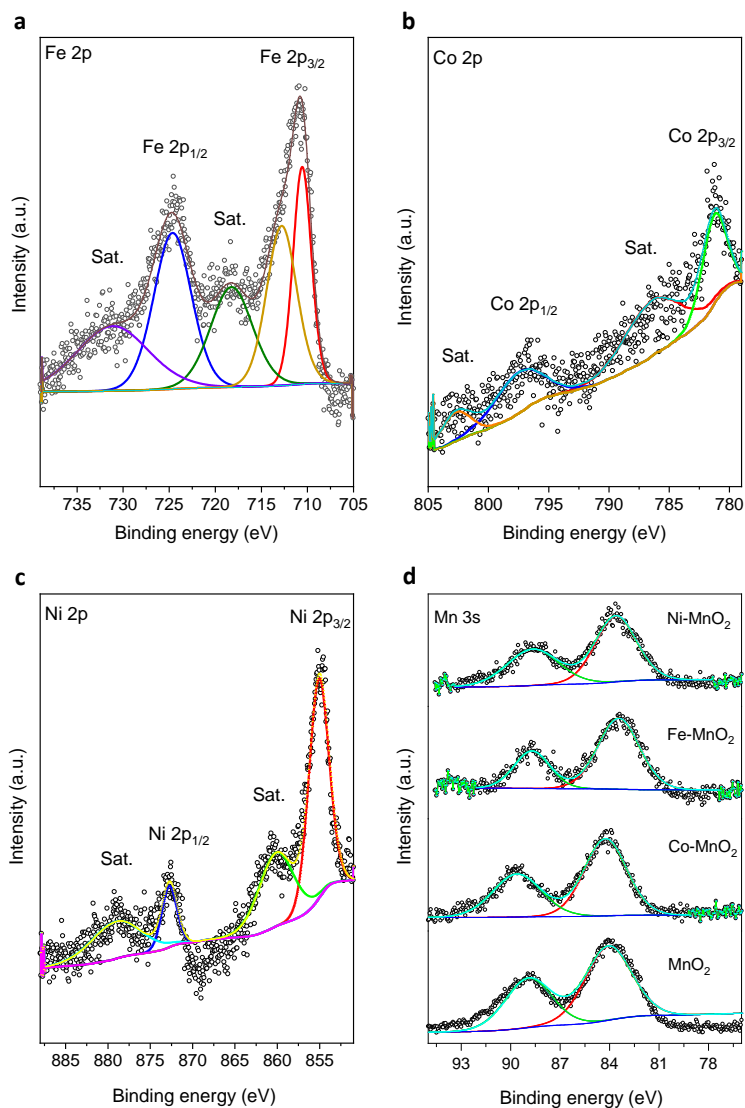 a
Fe 2p
Fe 2p3/2
Fe 2p1/2
Sat.
Sat.
Intensity (a.u.)
735 730 725 720 715 710 705
Binding energy (eV)
b
Co 2p
Co 2p3/2
Sat.
Co 2p1/2
Sat.
Intensity (a.u.)
805 800 795 790 785 780
Binding energy (eV)
c
Ni 2p
Ni 2p3/2
Sat.
Ni 2p1/2
Sat.
Intensity (a.u.)
885 880 875 870 865 860 855
Binding energy (eV)
d
Mn 3s
Ni-MnO2
Fe-MnO2
Co-MnO2
MnO2
Intensity (a.u.)
93 90 87 84 81 78
Binding energy (eV)